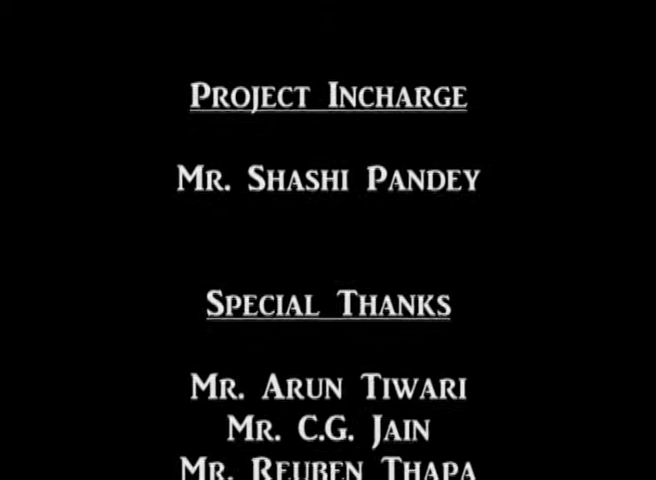 PROJECT INCHARGE
MR. SHASHI PANDEY
SPECIAL THANKS
MR. ARUN TIWARI
MR. C.G. JAIN
MR. REUBEN THAPA